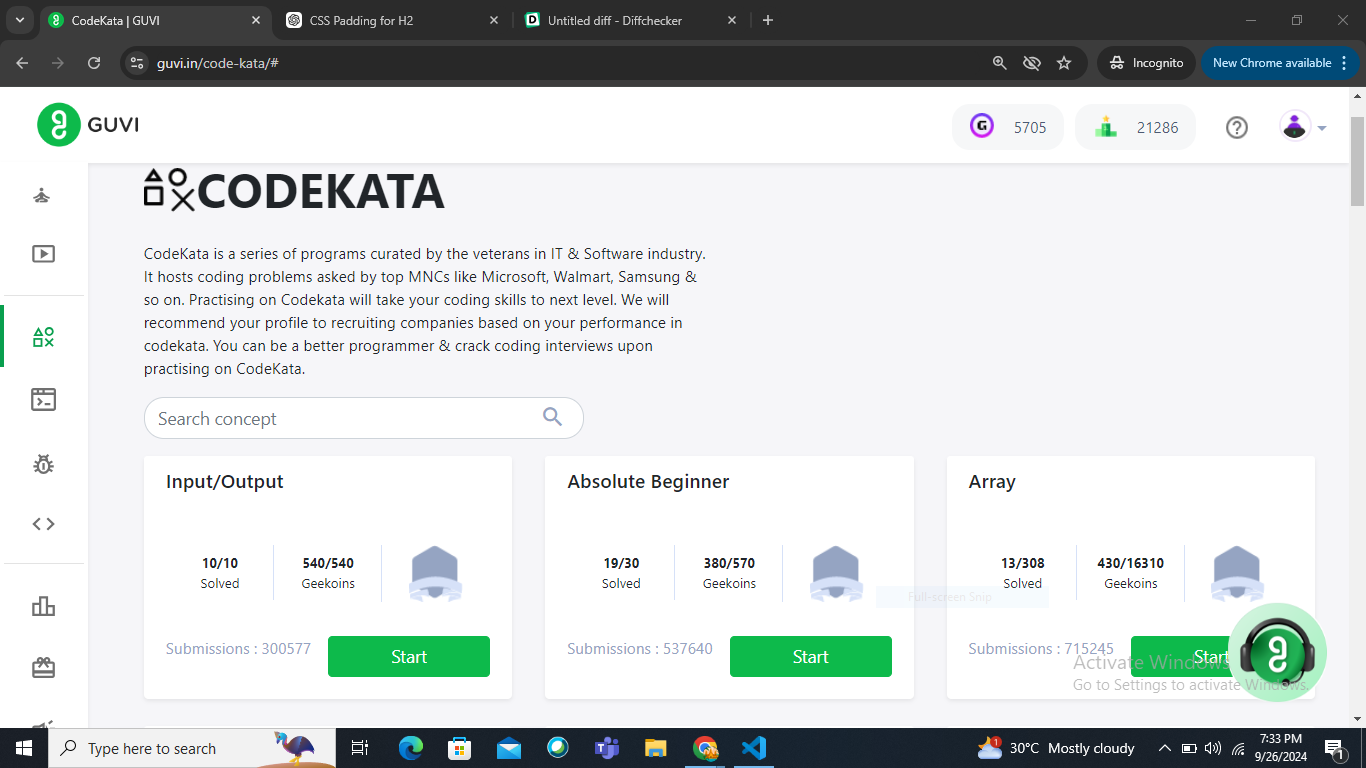 CodeKata | GUVI
CSS Padding for H2
Untitled diff - Diffchecker
guvi.in/code-kata/#
Incognito
New Chrome available
GUVI
G 5705
21286
CODEKATA
CodeKata is a series of programs curated by the veterans in IT & Software industry.
It hosts coding problems asked by top MNCs like Microsoft, Walmart, Samsung &
so on. Practising on Codekata will take your coding skills to next level. We will
recommend your profile to recruiting companies based on your performance in
codekata. You can be a better programmer & crack coding interviews upon
practising on CodeKata.
Search concept
Input/Output
10/10
Solved
540/540
Geekoins
Submissions : 300577
Start
Absolute Beginner
19/30
Solved
380/570
Geekoins
Submissions : 537640
Start
Full-screen Snip
Array
13/308
Solved
430/16310
Geekoins
Submissions : 715245
Start
Activate Windows
Go to Settings to activate Windows.
Type here to search
1
30°C Mostly cloudy
7:33 PM
9/26/2024
1